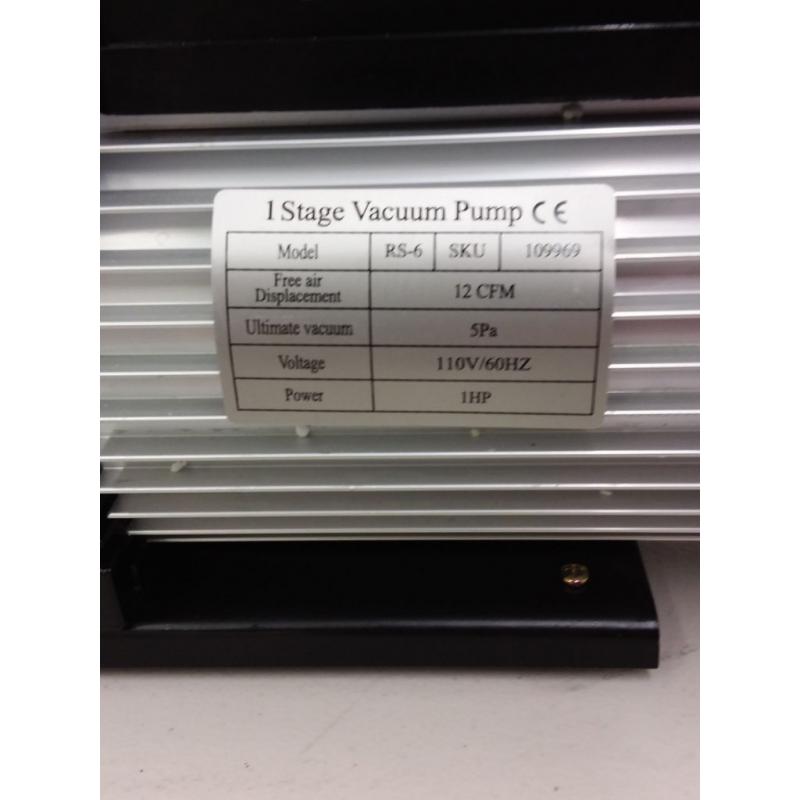 1 Stage Vacuum Pump CE
Model RS-6 SKU 109969
Free air
Displacement 12 CFM
Ultimate vacuum 5Pa
Voltage 110V/60HZ
Power 1HP